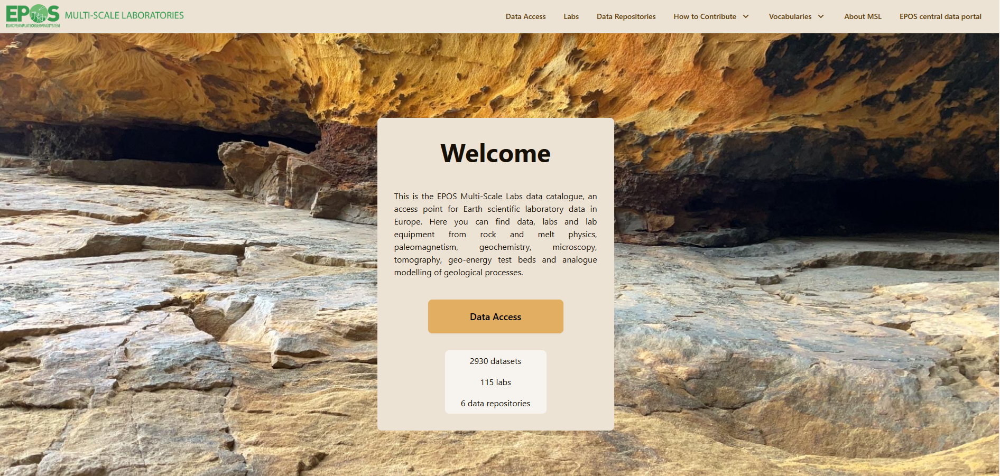 EPOS
EUROPEANPLATEOBSERVINGSYSTEM
MULTI-SCALE LABORATORIES
Data Access
Labs
Data Repositories
How to Contribute
Vocabularies
About MSL
EPOS central data portal
Welcome
This is the EPOS Multi-Scale Labs data catalogue, an
access point for Earth scientific laboratory data in
Europe. Here you can find data, labs and lab
equipment from rock and melt physics,
paleomagnetism, geochemistry, microscopy,
tomography, geo-energy test beds and analogue
modelling of geological processes.
Data Access
2930 datasets
115 labs
6 data repositories